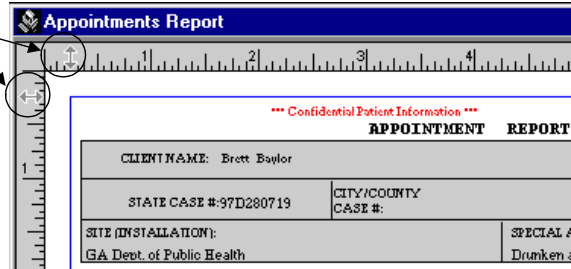 Appointments Report
1 2 3 4
*** Confidential Patient Information ***
APPOINTMENT REPORT
1
CLIENT NAME: Brett Baylor
STATE CASE #:97D280719
CITY/COUNTY
CASE #:
SITE (INSTALLATION):
GA Dept. of Public Health
SPECIAL A
Drunken a